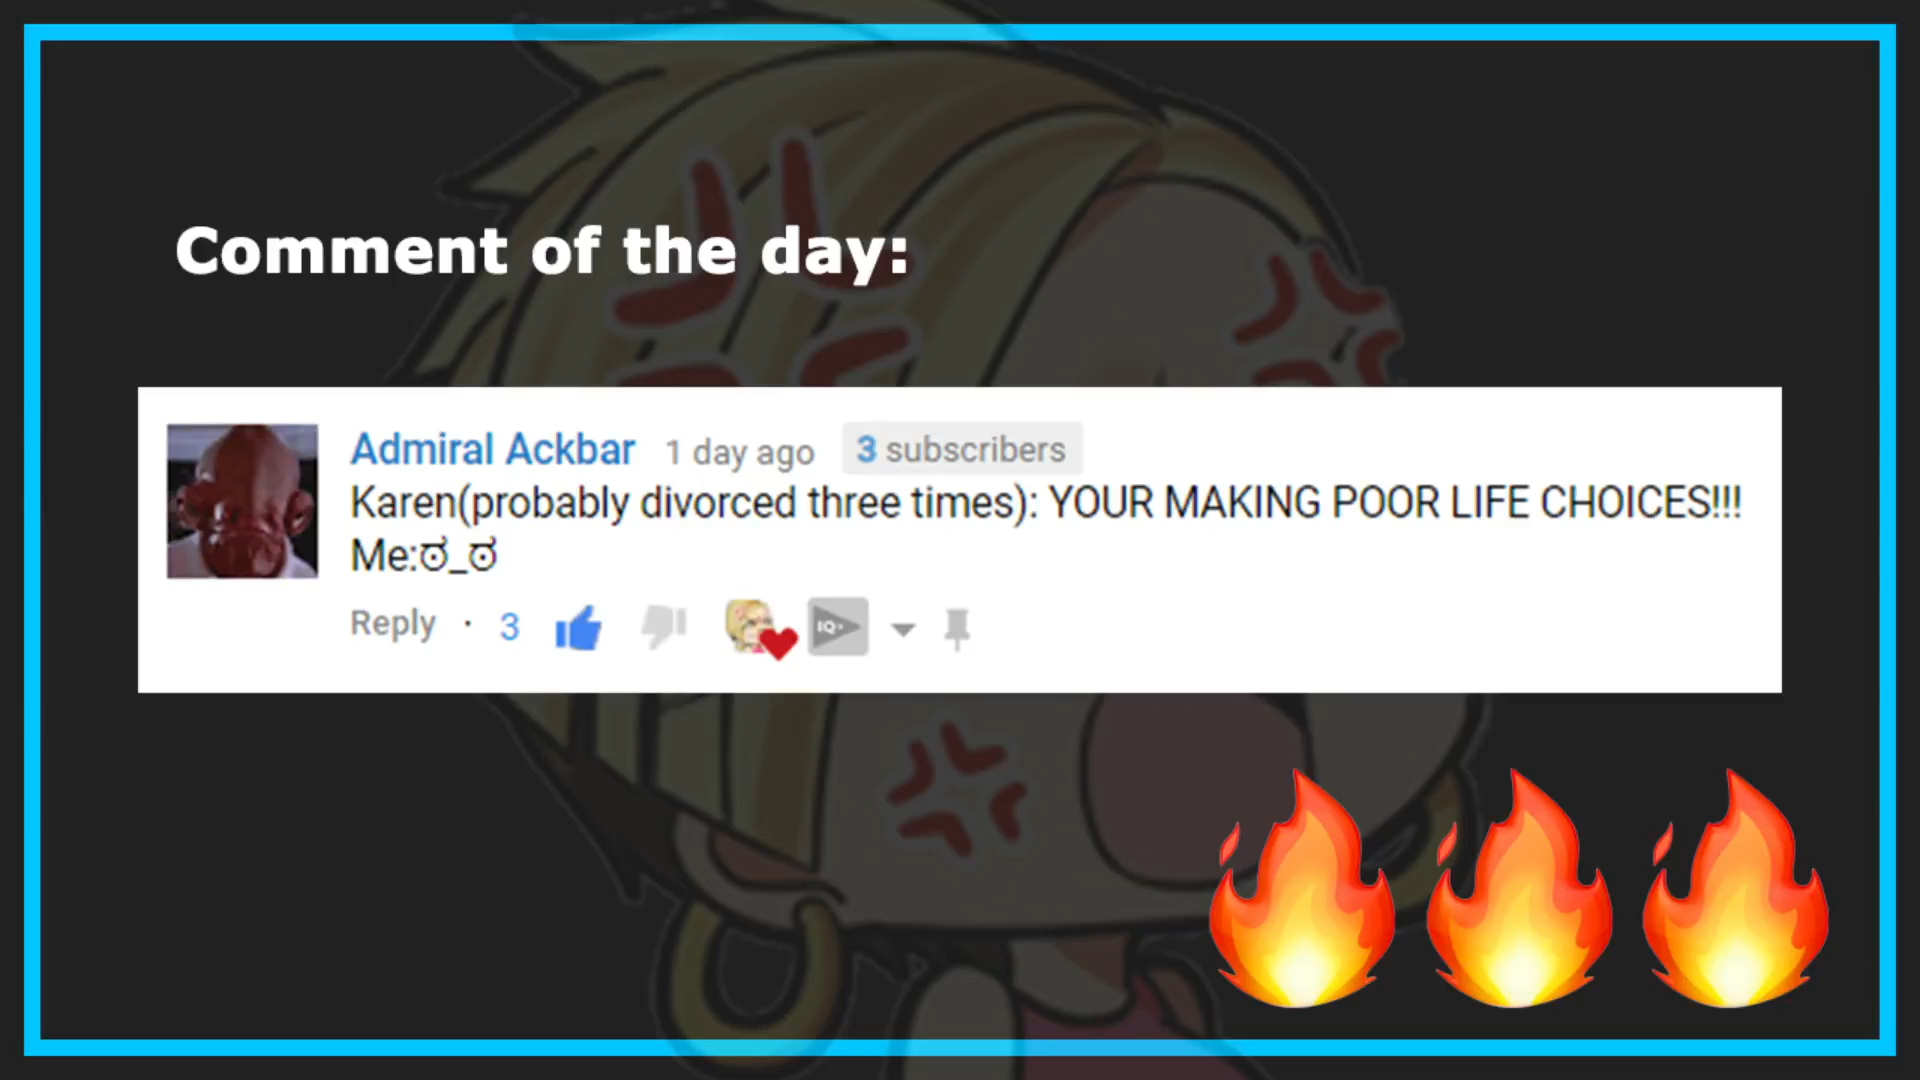 Comment of the day:
Admiral Ackbar 1 day ago 3 subscribers
Karen(probably divorced three times): YOUR MAKING POOR LIFE CHOICES!!!
Me:ಠ_ಠ
Reply · 3 IQ+